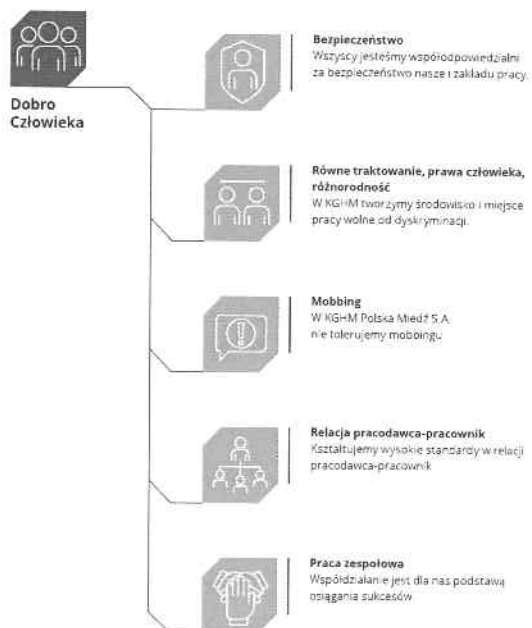 Dobro
Człowieka
Bezpieczeństwo
Wszyscy jesteśmy współodpowiedzialni
za bezpieczeństwo nasze i zakładu pracy.
Równe traktowanie, prawa człowieka,
różnorodność
W KGHM tworzymy środowisko i miejsce
pracy wolne od dyskryminacji.
Mobbing
W KGHM Polska Miedź S.A.
nie tolerujemy mobbingu
Relacja pracodawca-pracownik
Kształtujemy wysokie standardy w relacji
pracodawca-pracownik
Praca zespołowa
Współdziałanie jest dla nas podstawą
osiągania sukcesów